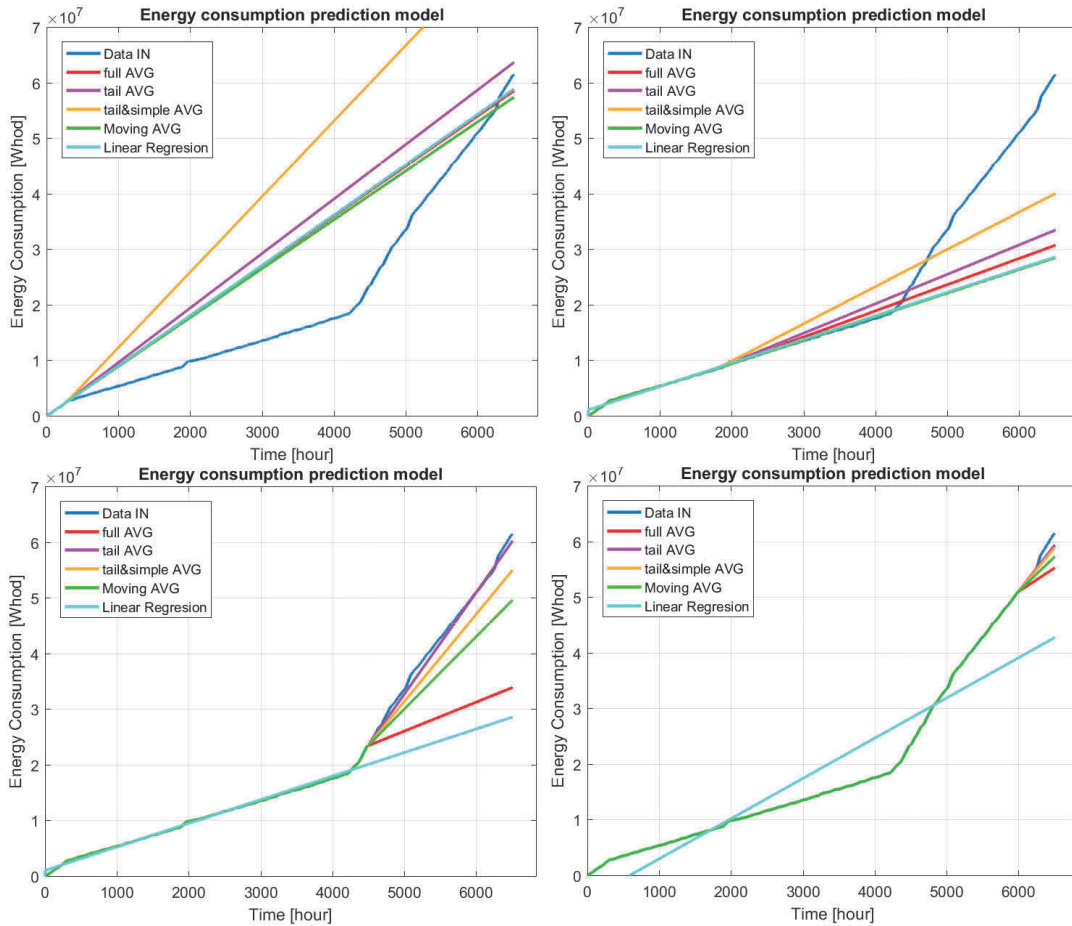 Energy consumption prediction model
×10⁷
7
6
5
4
3
2
1
0
Energy Consumption [Whod]
Data IN
full AVG
tail AVG
tail&simple AVG
Moving AVG
Linear Regresion
0 1000 2000 3000 4000 5000 6000
Time [hour]
Energy consumption prediction model
×10⁷
7
6
5
4
3
2
1
0
Energy Consumption [Whod]
Data IN
full AVG
tail AVG
tail&simple AVG
Moving AVG
Linear Regresion
0 1000 2000 3000 4000 5000 6000
Time [hour]
Energy consumption prediction model
×10⁷
7
6
5
4
3
2
1
0
Energy Consumption [Whod]
Data IN
full AVG
tail AVG
tail&simple AVG
Moving AVG
Linear Regresion
0 1000 2000 3000 4000 5000 6000
Time [hour]
Energy consumption prediction model
×10⁷
7
6
5
4
3
2
1
0
Energy Consumption [Whod]
Data IN
full AVG
tail AVG
tail&simple AVG
Moving AVG
Linear Regresion
0 1000 2000 3000 4000 5000 6000
Time [hour]